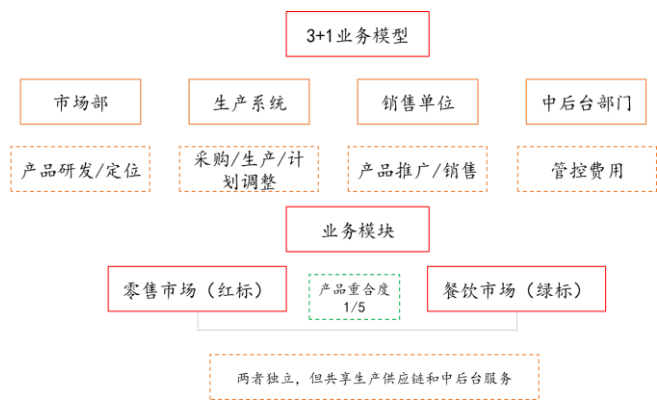 3+1业务模型
市场部
生产系统
销售单位
中后台部门
产品研发/定位
采购/生产/计
划调整
产品推广/销售
管控费用
业务模块
零售市场（红标）
产品重合度
1/5
餐饮市场（绿标）
两者独立，但共享生产供应链和中后台服务